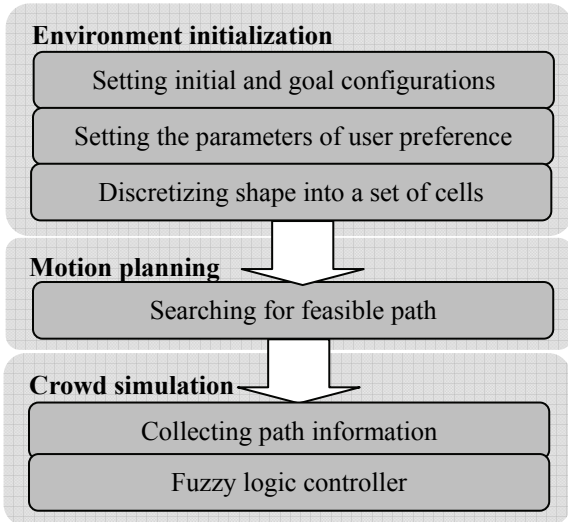 Environment initialization
Setting initial and goal configurations
Setting the parameters of user preference
Discretizing shape into a set of cells
Motion planning
Searching for feasible path
Crowd simulation
Collecting path information
Fuzzy logic controller